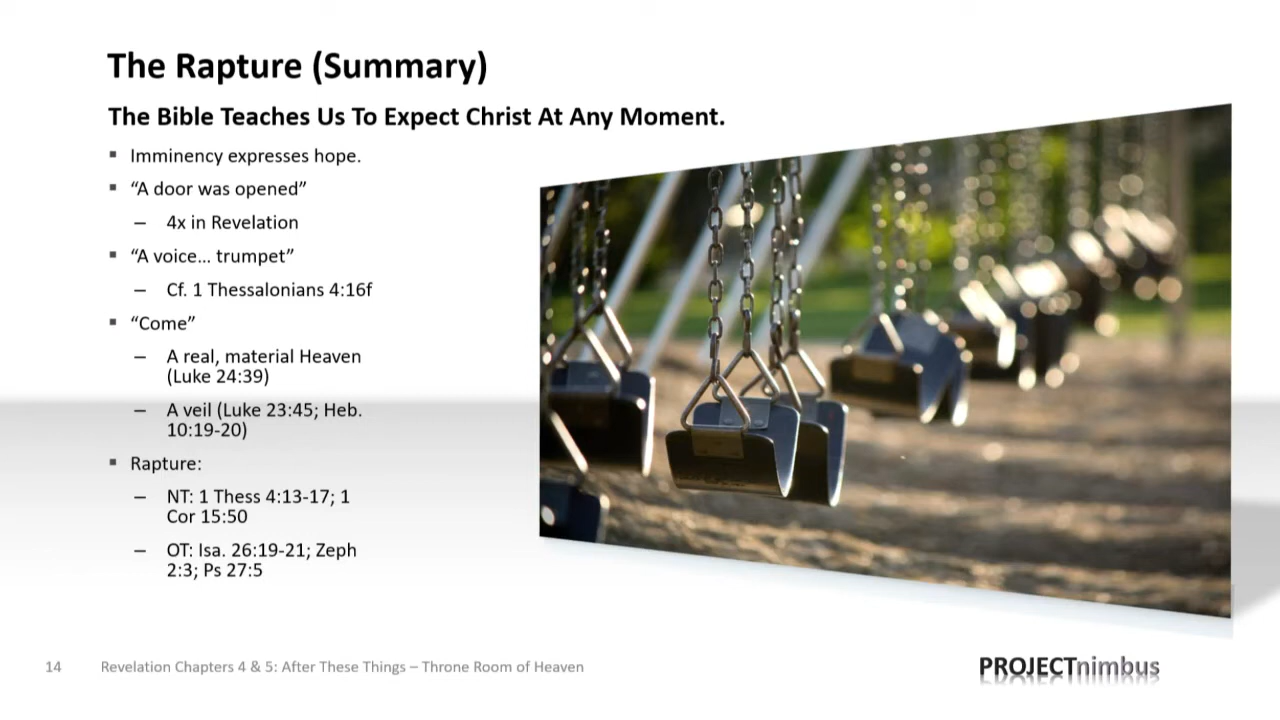 The Rapture (Summary)
The Bible Teaches Us To Expect Christ At Any Moment.
▪ Imminency expresses hope.
▪ “A door was opened”
– 4x in Revelation
▪ “A voice... trumpet”
– Cf. 1 Thessalonians 4:16f
▪ “Come”
– A real, material Heaven
(Luke 24:39)
– A veil (Luke 23:45; Heb.
10:19-20)
▪ Rapture:
– NT: 1 Thess 4:13-17; 1
Cor 15:50
– OT: Isa. 26:19-21; Zeph
2:3; Ps 27:5
14 Revelation Chapters 4 & 5: After These Things – Throne Room of Heaven
PROJECTnimbus